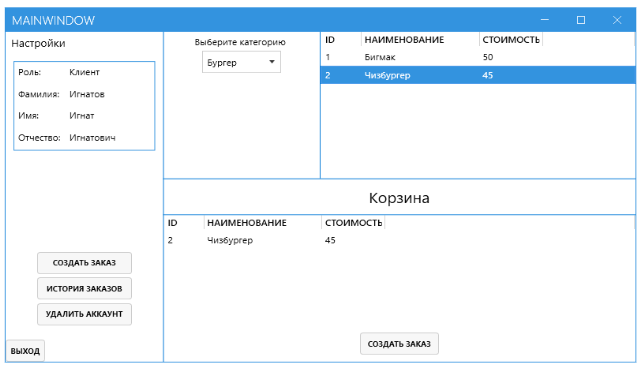 MAINWINDOW
Настройки
Роль: Клиент
Фамилия: Игнатов
Имя: Игнат
Отчество: Игнатович
СОЗДАТЬ ЗАКАЗ
ИСТОРИЯ ЗАКАЗОВ
УДАЛИТЬ АККАУНТ
ВЫХОД
Выберите категорию
Бургер
ID НАИМЕНОВАНИЕ СТОИМОСТЬ
1 Бигмак 50
2 Чизбургер 45
Корзина
ID НАИМЕНОВАНИЕ СТОИМОСТЬ
2 Чизбургер 45
СОЗДАТЬ ЗАКАЗ